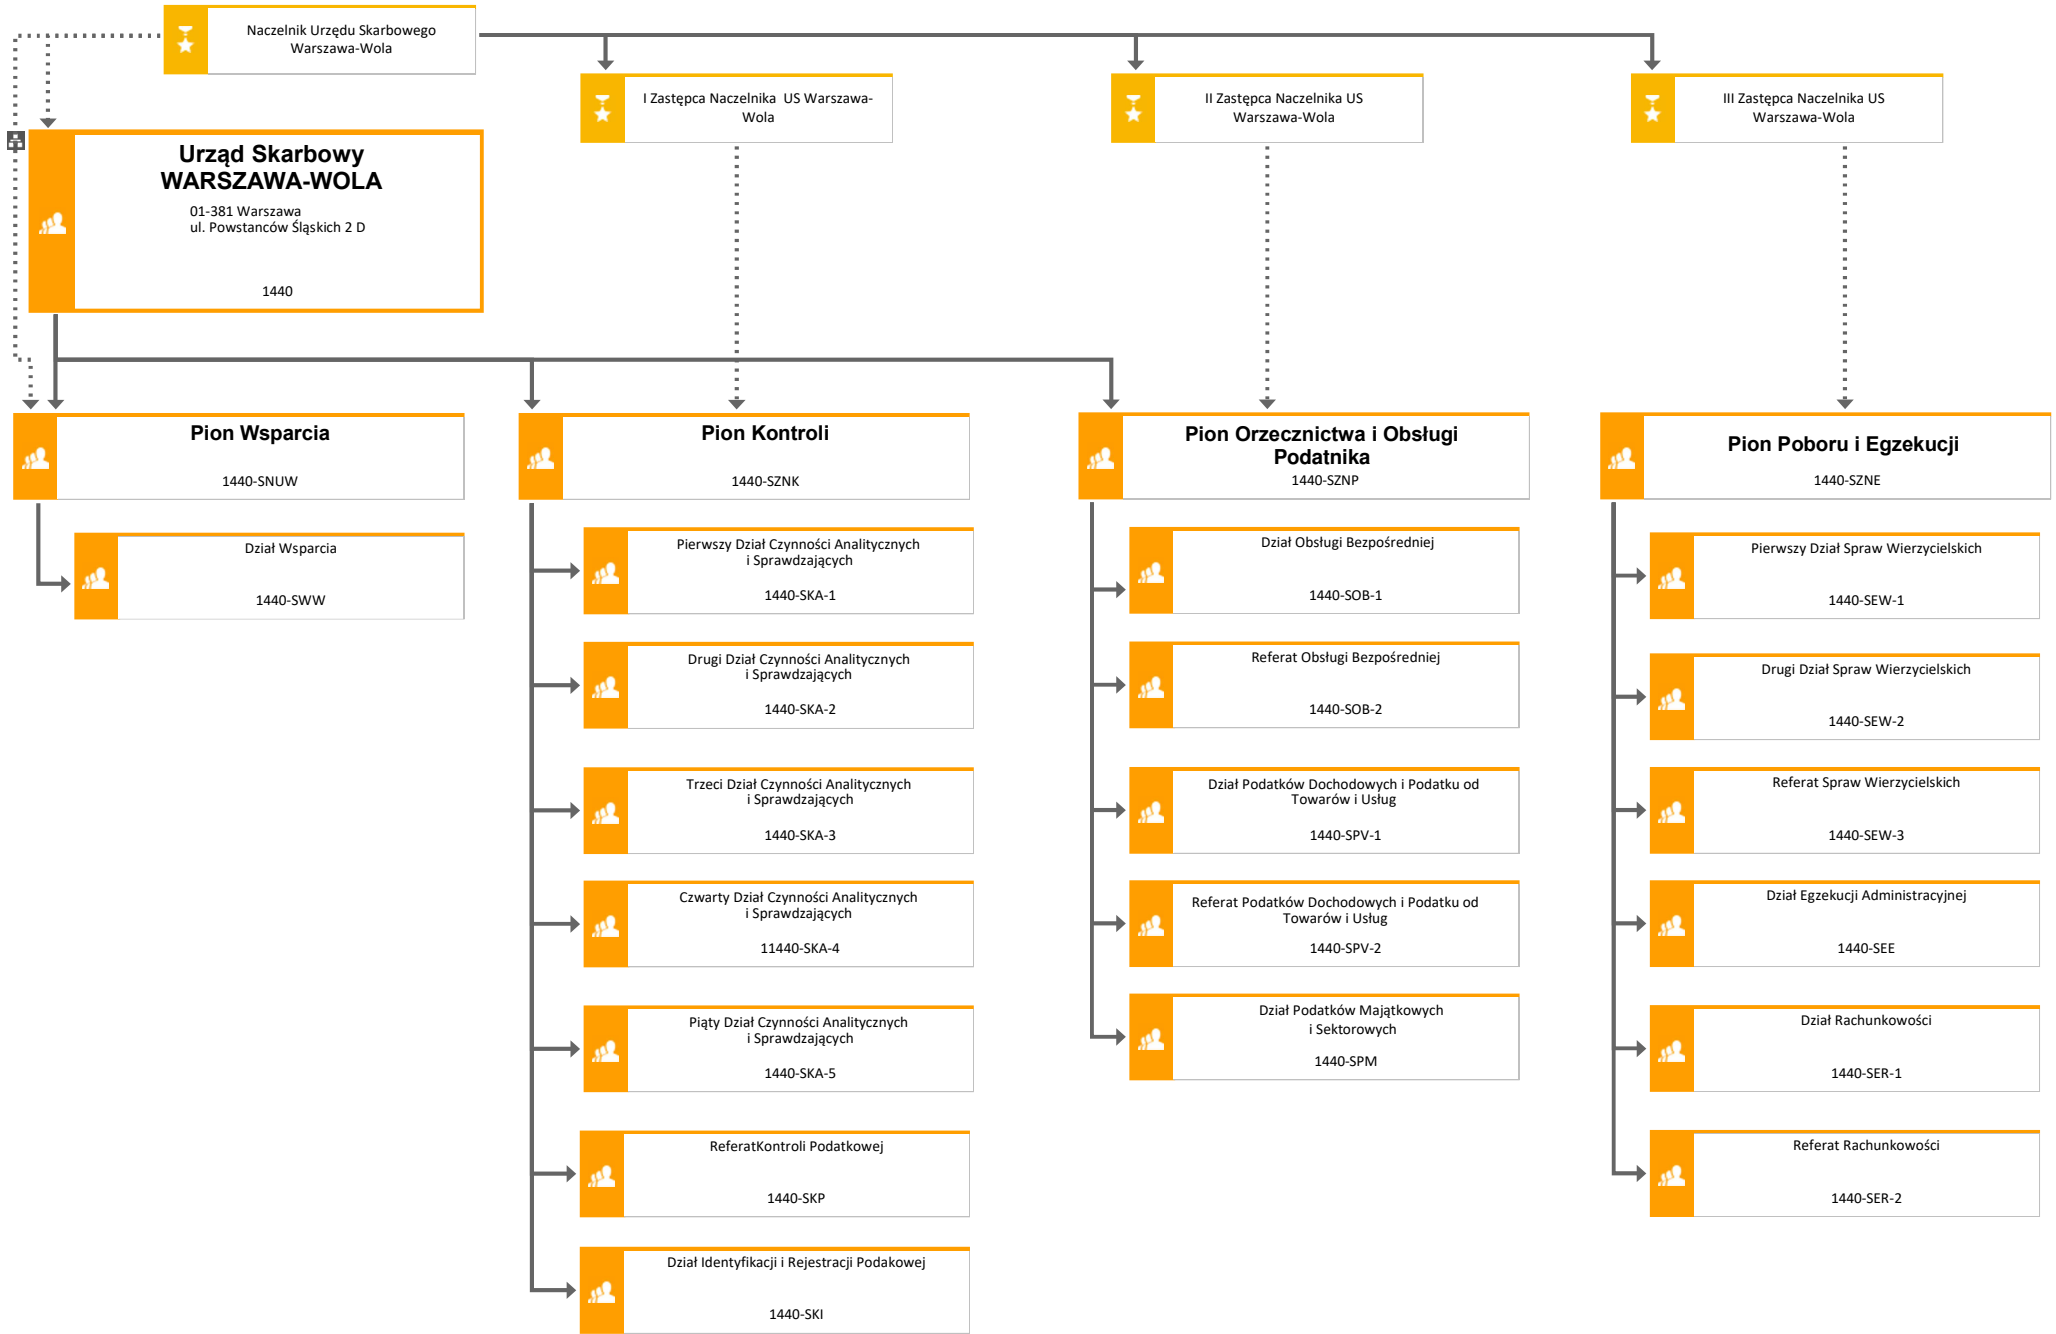 Naczelnik Urzędu Skarbowego
Warszawa-Wola
I Zastępca Naczelnika  US Warszawa-
Wola
II Zastępca Naczelnika US
Warszawa-Wola
III Zastępca Naczelnika US
Warszawa-Wola
Urząd Skarbowy
WARSZAWA-WOLA
01-381 Warszawa
ul. Powstańców Śląskich 2 D
1440
Pion Wsparcia
1440-SNUW
Dział Wsparcia
1440-SWW
Pion Kontroli
1440-SZNK
Pierwszy Dział Czynności Analitycznych
i Sprawdzających
1440-SKA-1
Drugi Dział Czynności Analitycznych
i Sprawdzających
1440-SKA-2
Trzeci Dział Czynności Analitycznych
i Sprawdzających
1440-SKA-3
Czwarty Dział Czynności Analitycznych
i Sprawdzających
11440-SKA-4
Piąty Dział Czynności Analitycznych
i Sprawdzających
1440-SKA-5
ReferatKontroli Podatkowej
1440-SKP
Dział Identyfikacji i Rejestracji Podakowej
1440-SKI
Pion Orzecznictwa i Obsługi
Podatnika
1440-SZNP
Dział Obsługi Bezpośredniej
1440-SOB-1
Referat Obsługi Bezpośredniej
1440-SOB-2
Dział Podatków Dochodowych i Podatku od
Towarów i Usług
1440-SPV-1
Referat Podatków Dochodowych i Podatku od
Towarów i Usług
1440-SPV-2
Dział Podatków Majątkowych
i Sektorowych
1440-SPM
Pion Poboru i Egzekucji
1440-SZNE
Pierwszy Dział Spraw Wierzycielskich
1440-SEW-1
Drugi Dział Spraw Wierzycielskich
1440-SEW-2
Referat Spraw Wierzycielskich
1440-SEW-3
Dział Egzekucji Administracyjnej
1440-SEE
Dział Rachunkowości
1440-SER-1
Referat Rachunkowości
1440-SER-2